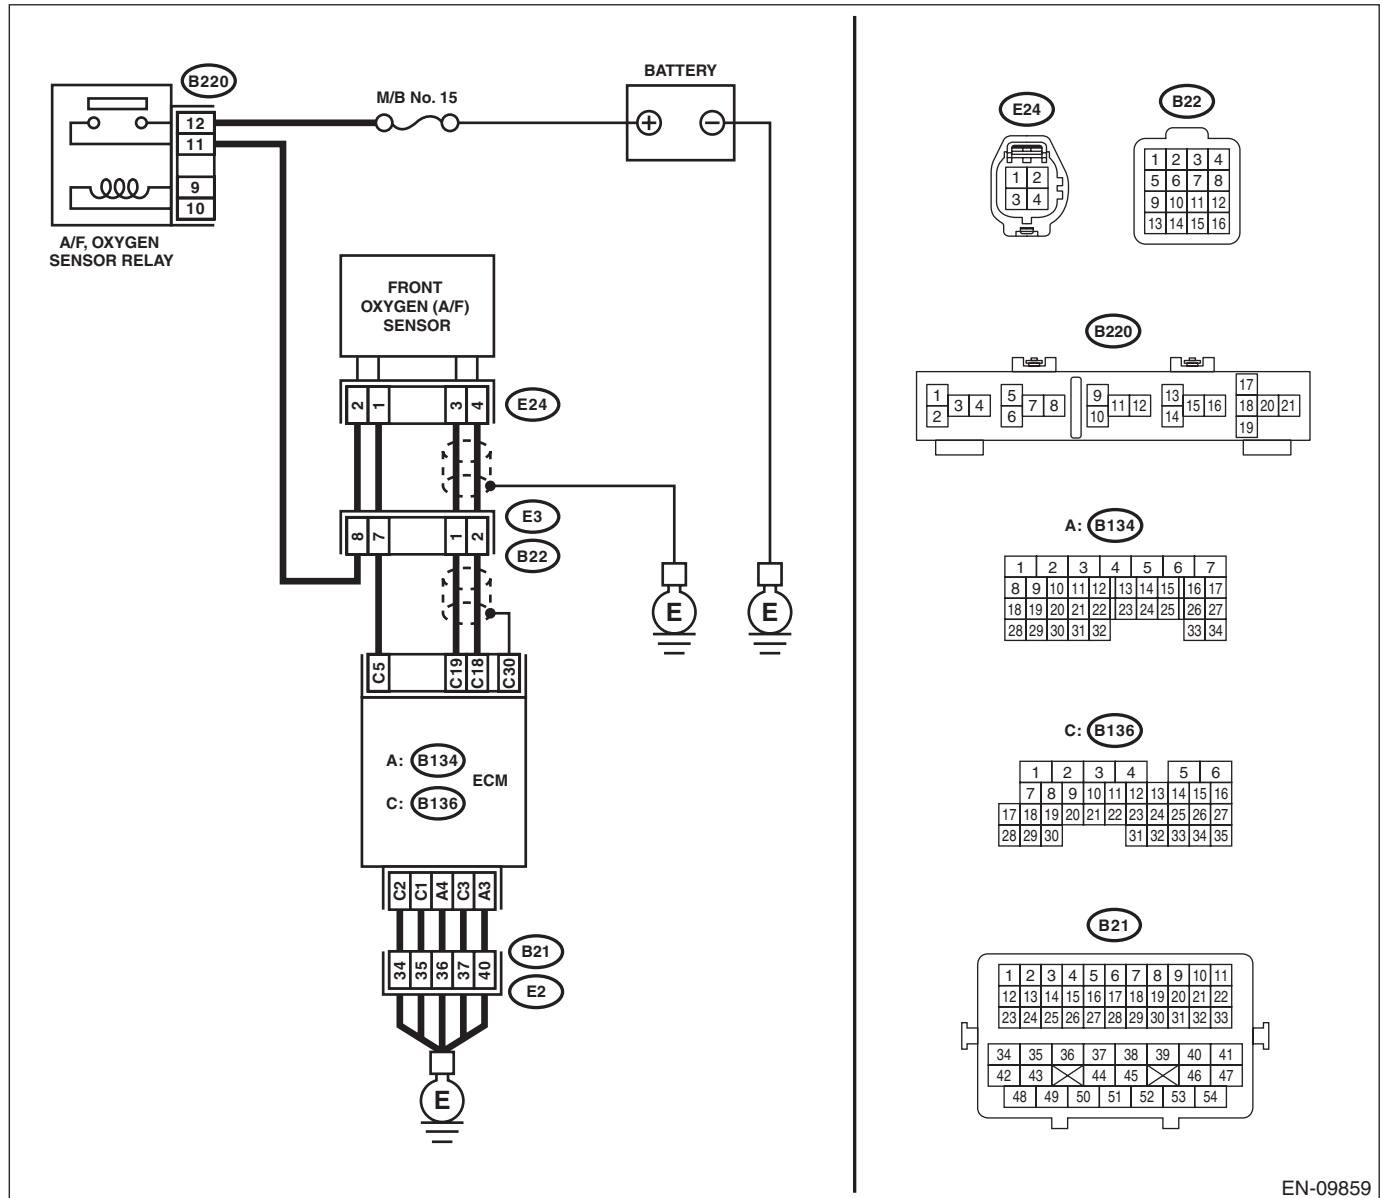 B220
BATTERY
M/B No. 15
12
11
9
10
A/F, OXYGEN
SENSOR RELAY
FRONT
OXYGEN (A/F)
SENSOR
2 1 3 4
E24
E3
8 7 1 2
B22
E
E
C5 C19 C18 C30
A: B134
ECM
C: B136
C2 C1 A4 C3 A3
B21
34 35 36 37 40
E2
E
E24
1 2
3 4
B22
1 2 3 4
5 6 7 8
9 10 11 12
13 14 15 16
B220
1 2 3 4 5 6 7 8 9 10 11 12 13 14 15 16 17 18 19 20 21
A: B134
1 2 3 4 5 6 7
8 9 10 11 12 13 14 15 16 17
18 19 20 21 22 23 24 25 26 27
28 29 30 31 32 33 34
C: B136
1 2 3 4 5 6
7 8 9 10 11 12 13 14 15 16
17 18 19 20 21 22 23 24 25 26 27
28 29 30 31 32 33 34 35
B21
1 2 3 4 5 6 7 8 9 10 11
12 13 14 15 16 17 18 19 20 21 22
23 24 25 26 27 28 29 30 31 32 33
34 35 36 37 38 39 40 41
42 43 44 45 46 47
48 49 50 51 52 53 54
EN-09859